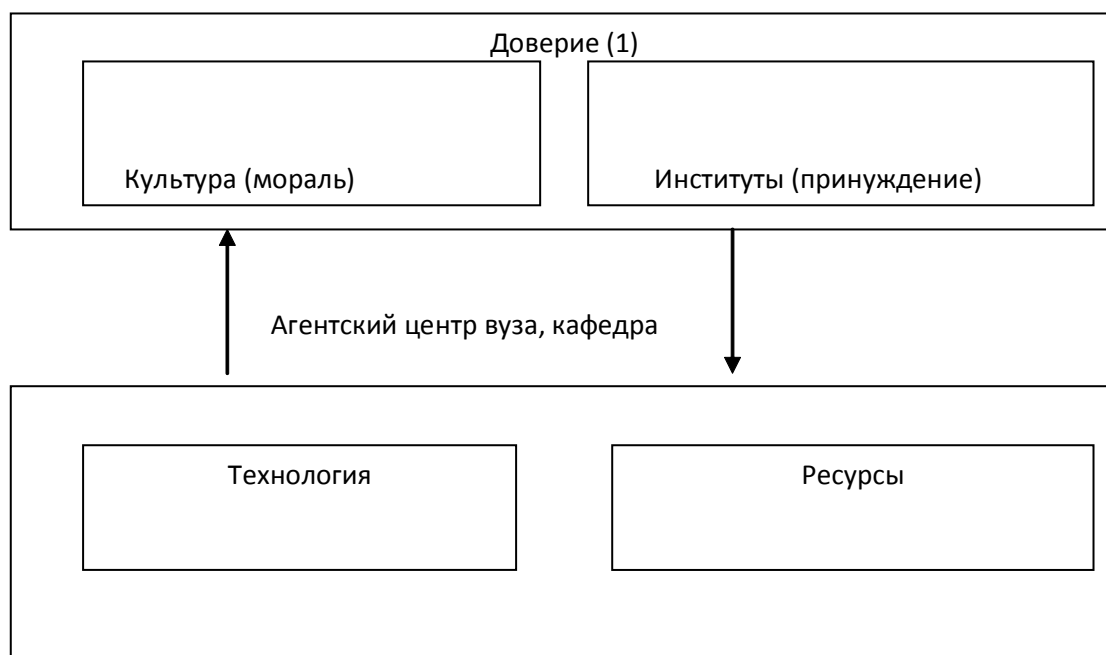 Доверие (1)
Культура (мораль)
Институты (принуждение)
Агентский центр вуза, кафедра
Технология
Ресурсы